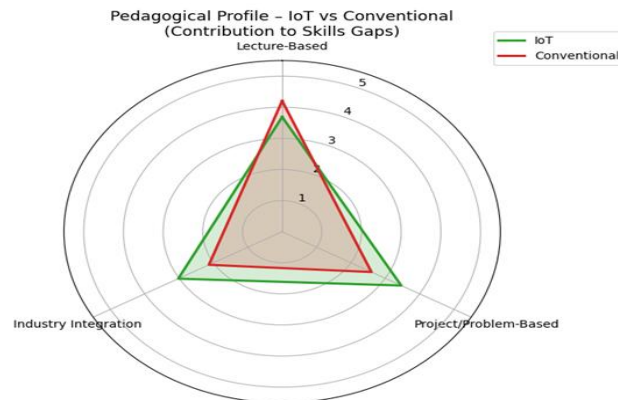 Pedagogical Profile – IoT vs Conventional
(Contribution to Skills Gaps)
Lecture-Based
IoT
Conventional
5
4
3
2
1
Industry Integration
Project/Problem-Based